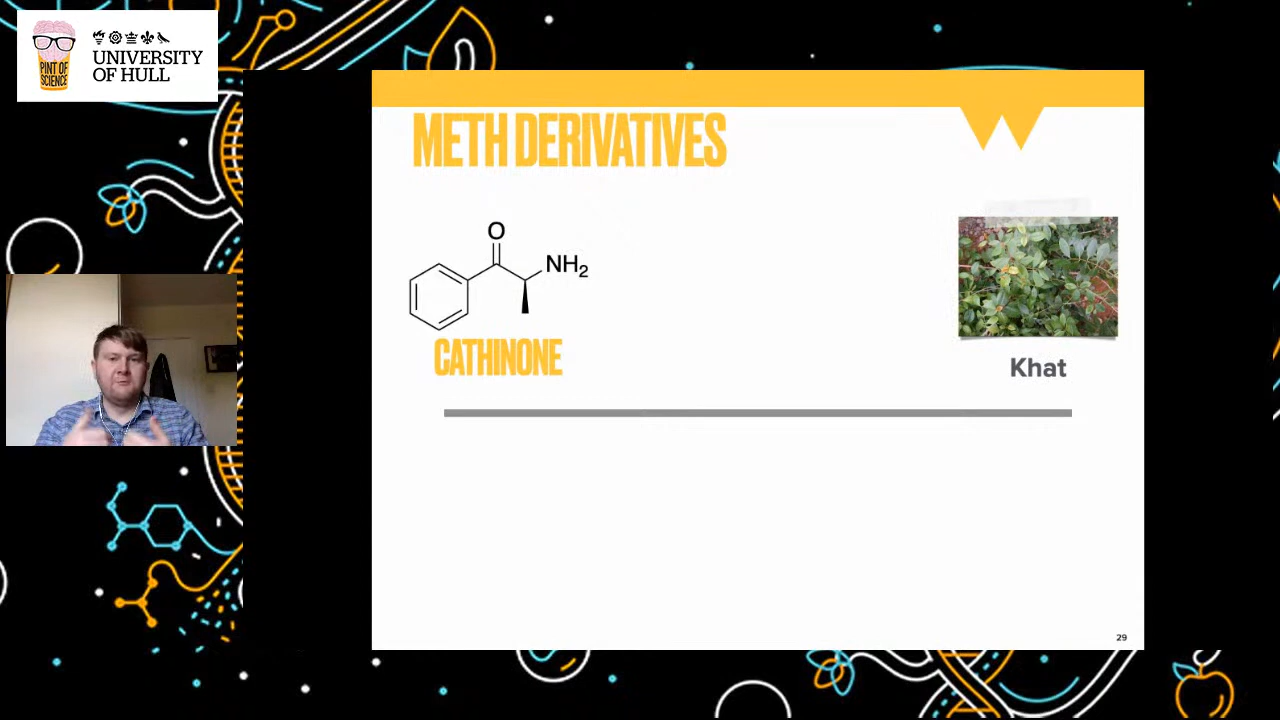 PINT OF
SCIENCE
UNIVERSITY
OF HULL
METH DERIVATIVES
O
NH2
CATHINONE
Khat
29